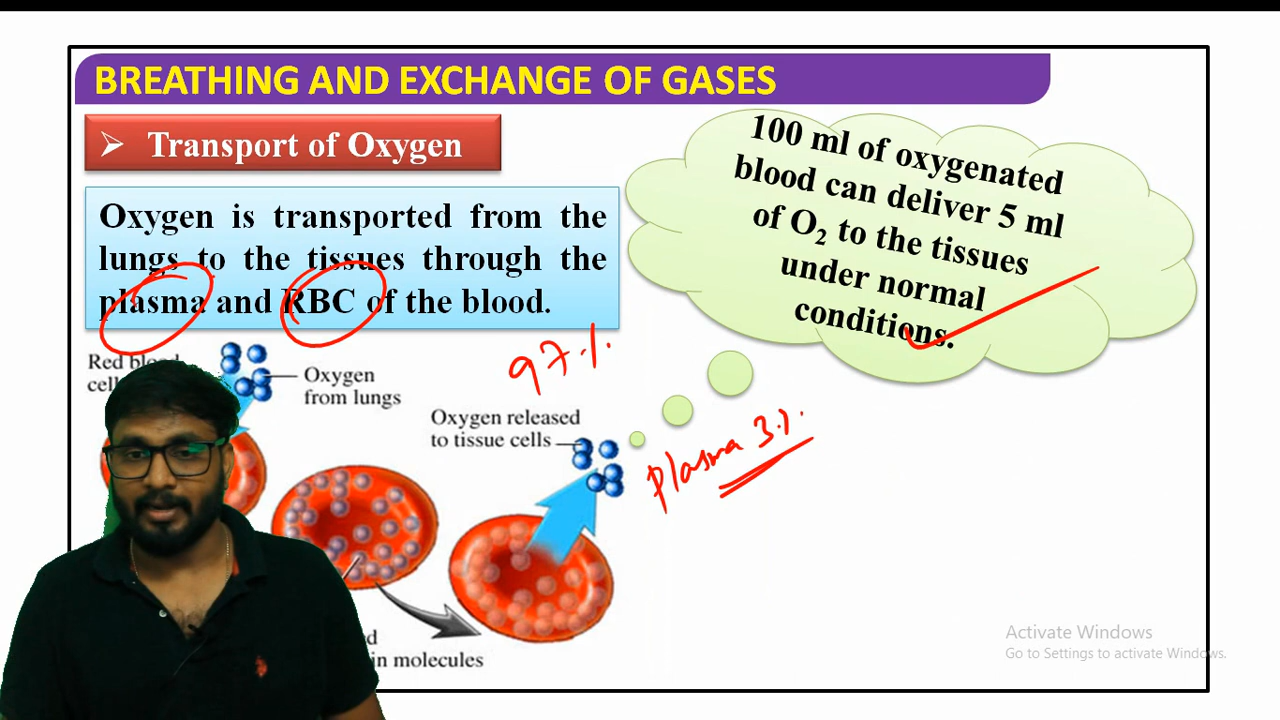 BREATHING AND EXCHANGE OF GASES
➢ Transport of Oxygen
Oxygen is transported from the
lungs to the tissues through the
plasma and RBC of the blood.
100 ml of oxygenated
blood can deliver 5 ml
of O₂ to the tissues
under normal
conditions.
97%
Red blood
cell
Oxygen
from lungs
Oxygen released
to tissue cells
Plasma 3%
molecules
Activate Windows
Go to Settings to activate Windows.